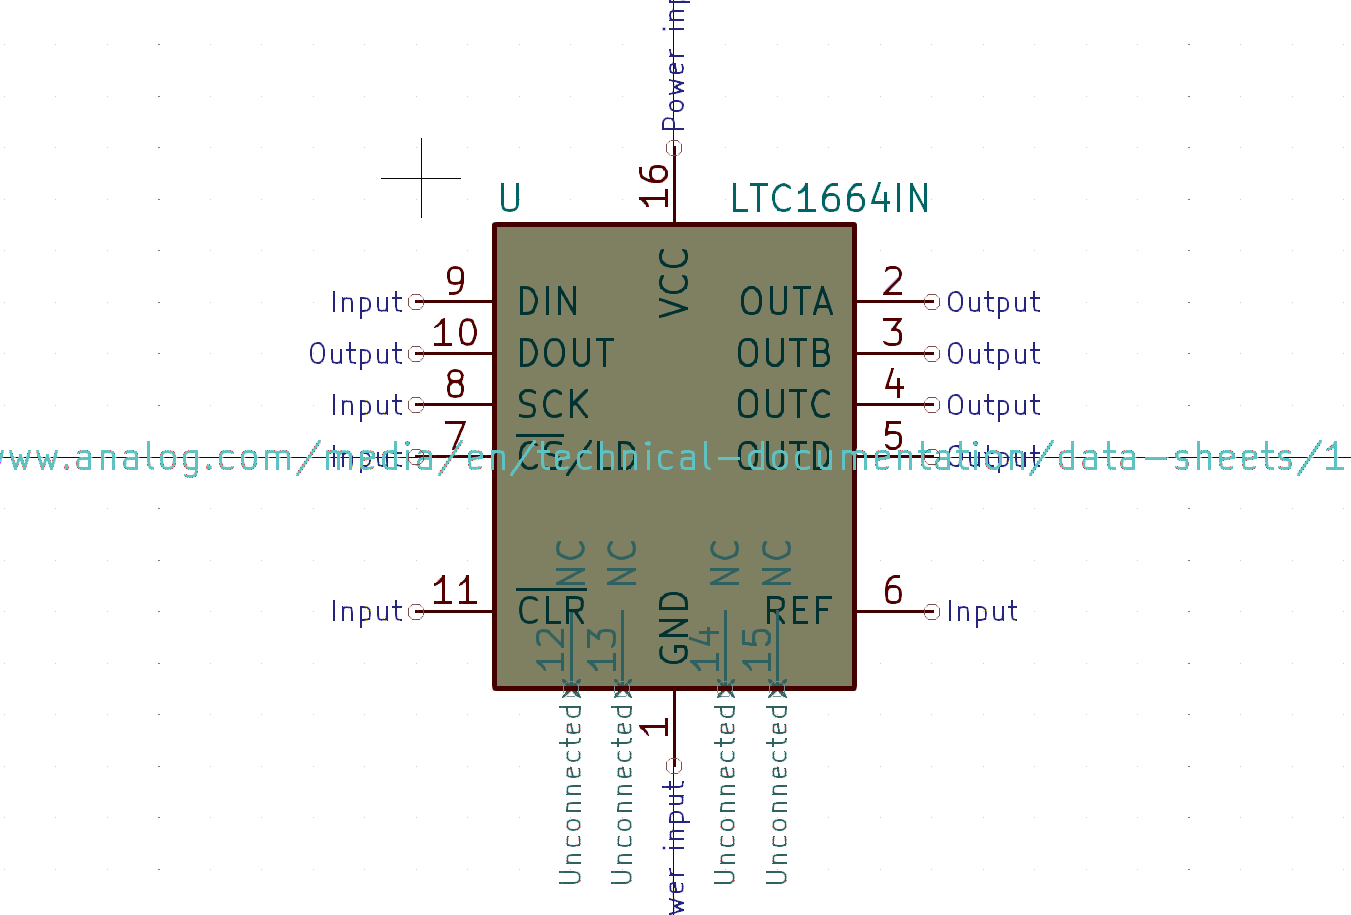 Power in
16
U
LTC1664IN
VCC
Input 9 DIN
OUTA 2 Output
Output 10 DOUT
OUTB 3 Output
Input 8 SCK
OUTC 4 Output
Input 7 CS/LD
OUTD 5 Output
www.analog.com/media/en/technical-documentation/data-sheets/1
NC
NC
NC
NC
Input 11 CLR
REF 6 Input
12
13
GND
14
15
1
Unconnected
Unconnected
wer input
Unconnected
Unconnected